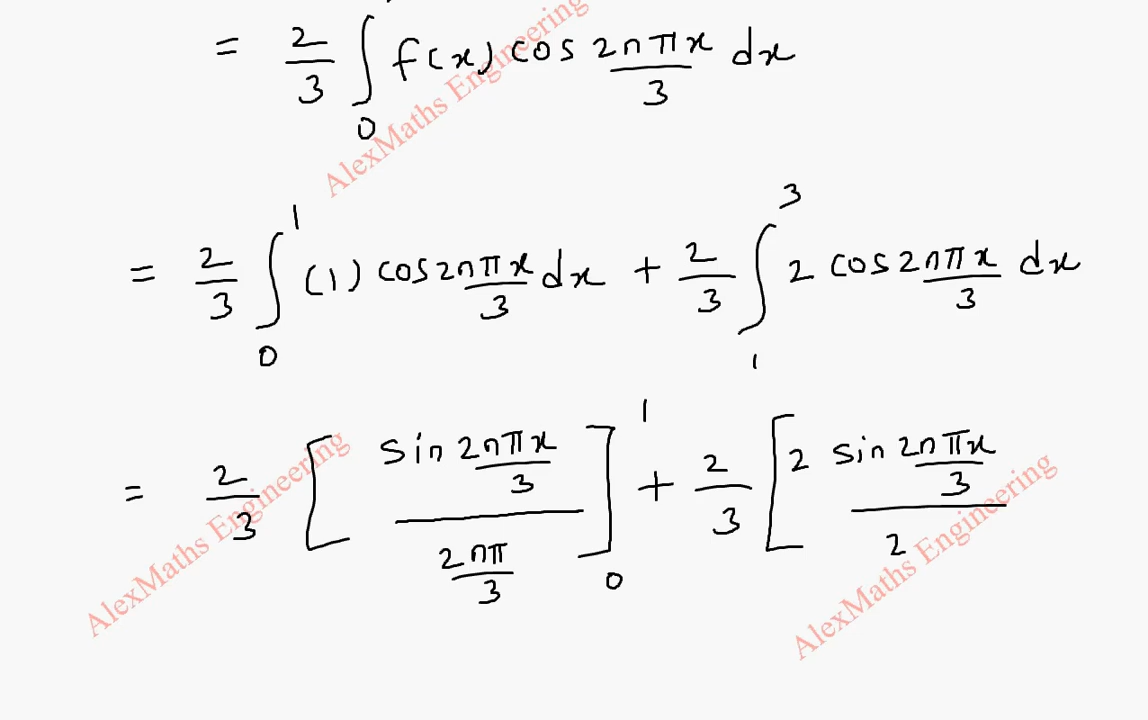 = 2/3 ∫₀ f(x) cos 2nπx/3 dx
= 2/3 ∫₀¹ (1) cos 2nπx/3 dx + 2/3 ∫₁³ 2 cos 2nπx/3 dx
= 2/3 [ sin 2nπx/3 / 2nπ/3 ]₀¹ + 2/3 [ 2 sin 2nπx/3 / 2
AlexMaths Engineering
AlexMaths Engineering
AlexMaths Engineering